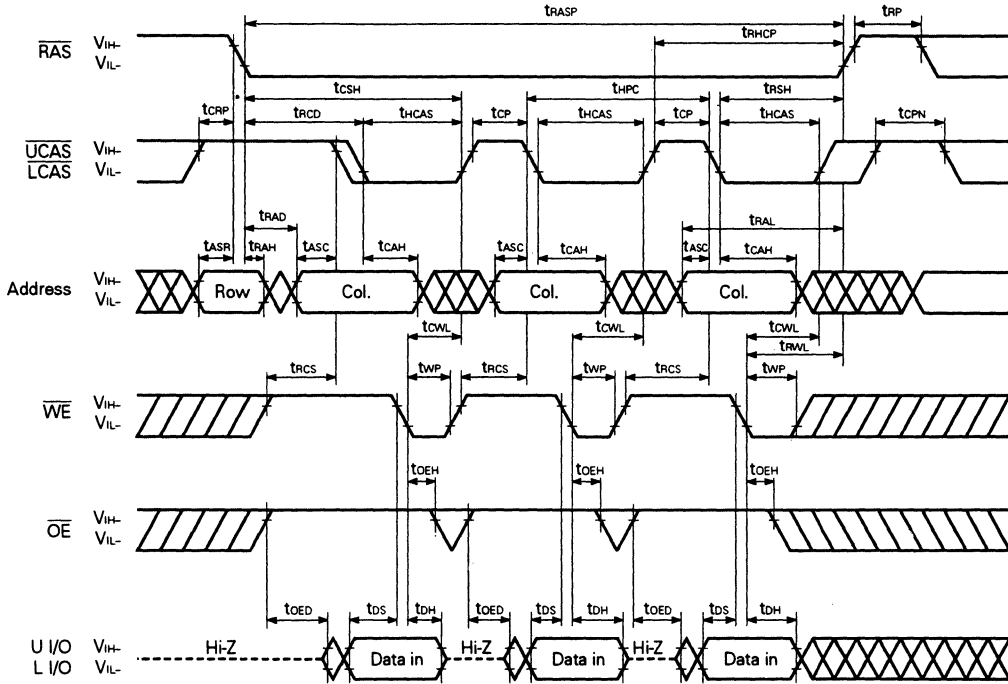 tRASP
tRP
tRHCP
RAS
VIH–
VIL–
tCSH
tHPC
tRSH
tCRP
tRCD
tHCAS
tCP
tHCAS
tCP
tHCAS
tCPN
UCAS
LCAS
VIH–
VIL–
tRAD
tRAL
tASR
tRAH
tASC
tCAH
tASC
tCAH
tASC
tCAH
Address
VIH–
VIL–
Row
Col.
Col.
Col.
tCWL
tCWL
tCWL
tRWL
tRCS
tWP
tRCS
tWP
tRCS
tWP
WE
VIH–
VIL–
tOEH
tOEH
tOEH
OE
VIH–
VIL–
tOED
tDS
tDH
tOED
tDS
tDH
tOED
tDS
tDH
U I/O
L I/O
VIH–
VIL–
Hi-Z
Data in
Hi-Z
Data in
Hi-Z
Data in